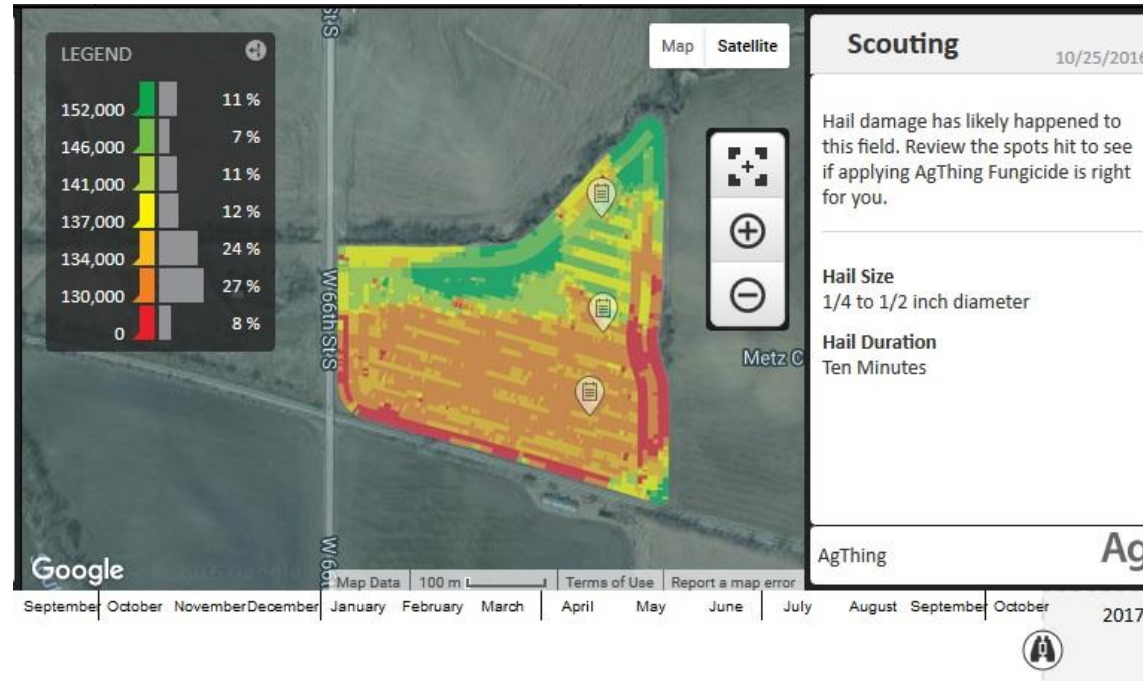 LEGEND
152,000 11 %
146,000 7 %
141,000 11 %
137,000 12 %
134,000 24 %
130,000 27 %
0 8 %
St S
Map Satellite
W 66th St S
Metz C
W 66
Google
Map Data 100 m Terms of Use Report a map error
Scouting
10/25/2016
Hail damage has likely happened to
this field. Review the spots hit to see
if applying AgThing Fungicide is right
for you.
Hail Size
1/4 to 1/2 inch diameter
Hail Duration
Ten Minutes
AgThing
Ag
September October November December January February March April May June July August September October
2017